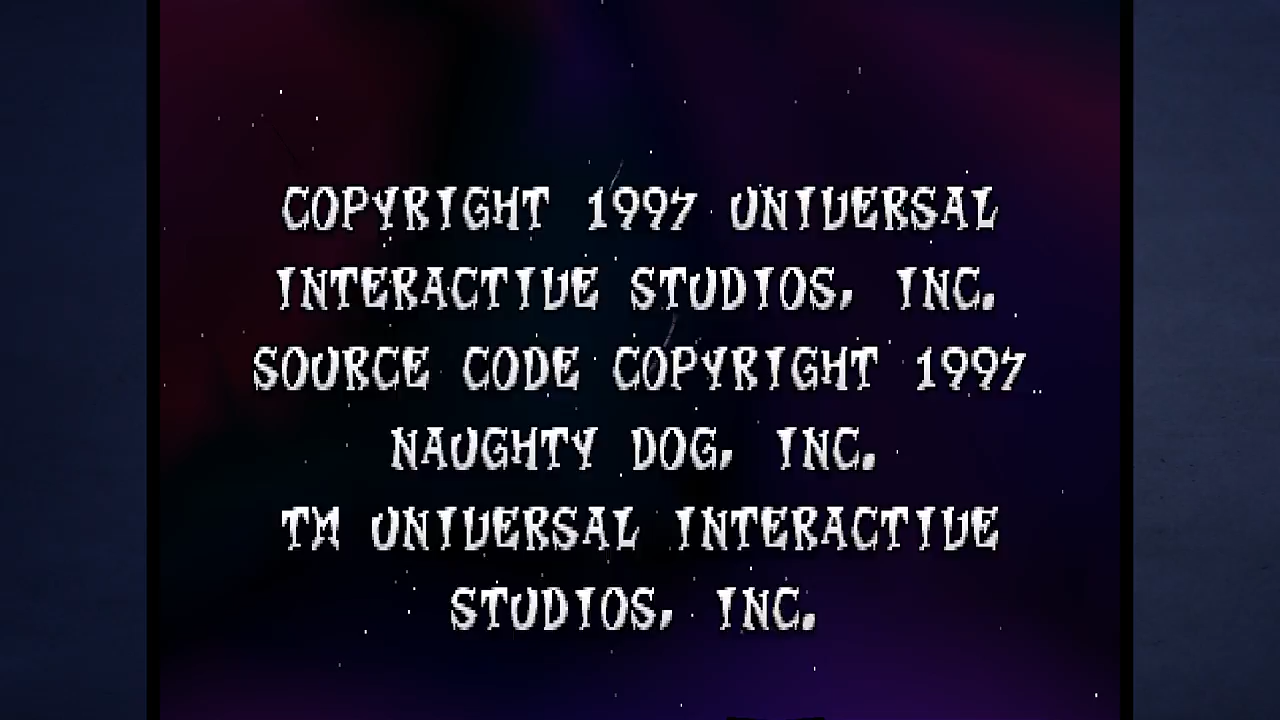 COPYRIGHT 1997 UNIVERSAL
INTERACTIVE STUDIOS, INC.
SOURCE CODE COPYRIGHT 1997
NAUGHTY DOG, INC.
TM UNIVERSAL INTERACTIVE
STUDIOS, INC.